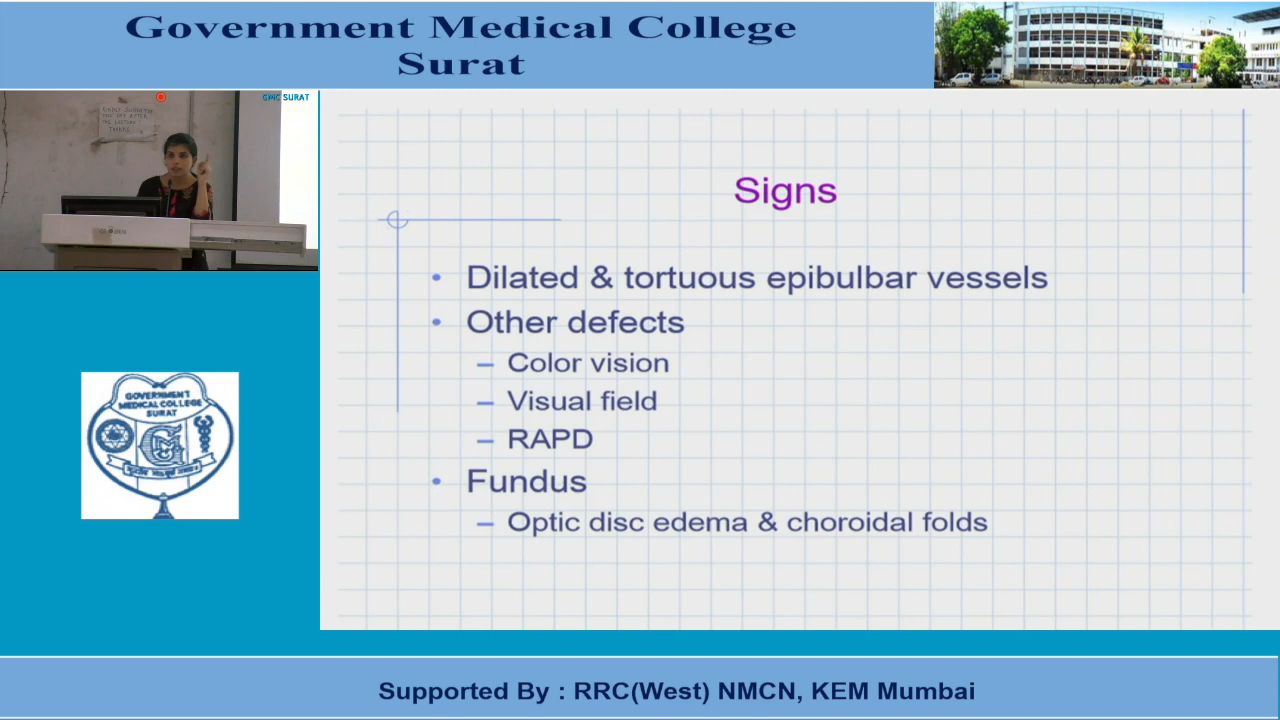 Government Medical College
Surat
GMC SURAT
Signs
• Dilated & tortuous epibulbar vessels
• Other defects
– Color vision
– Visual field
– RAPD
• Fundus
– Optic disc edema & choroidal folds
GOVERNMENT
MEDICAL COLLEGE
SURAT
Supported By : RRC(West) NMCN, KEM Mumbai